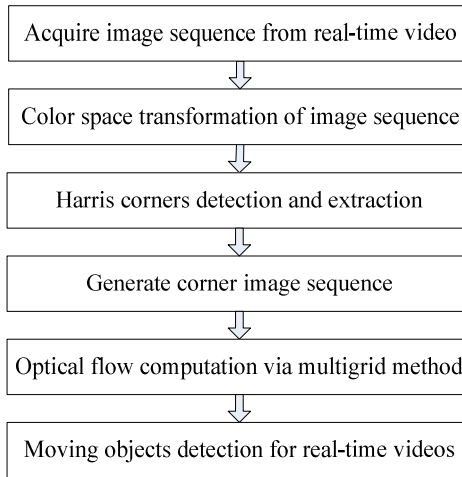 Acquire image sequence from real-time video
Color space transformation of image sequence
Harris corners detection and extraction
Generate corner image sequence
Optical flow computation via multigrid method
Moving objects detection for real-time videos